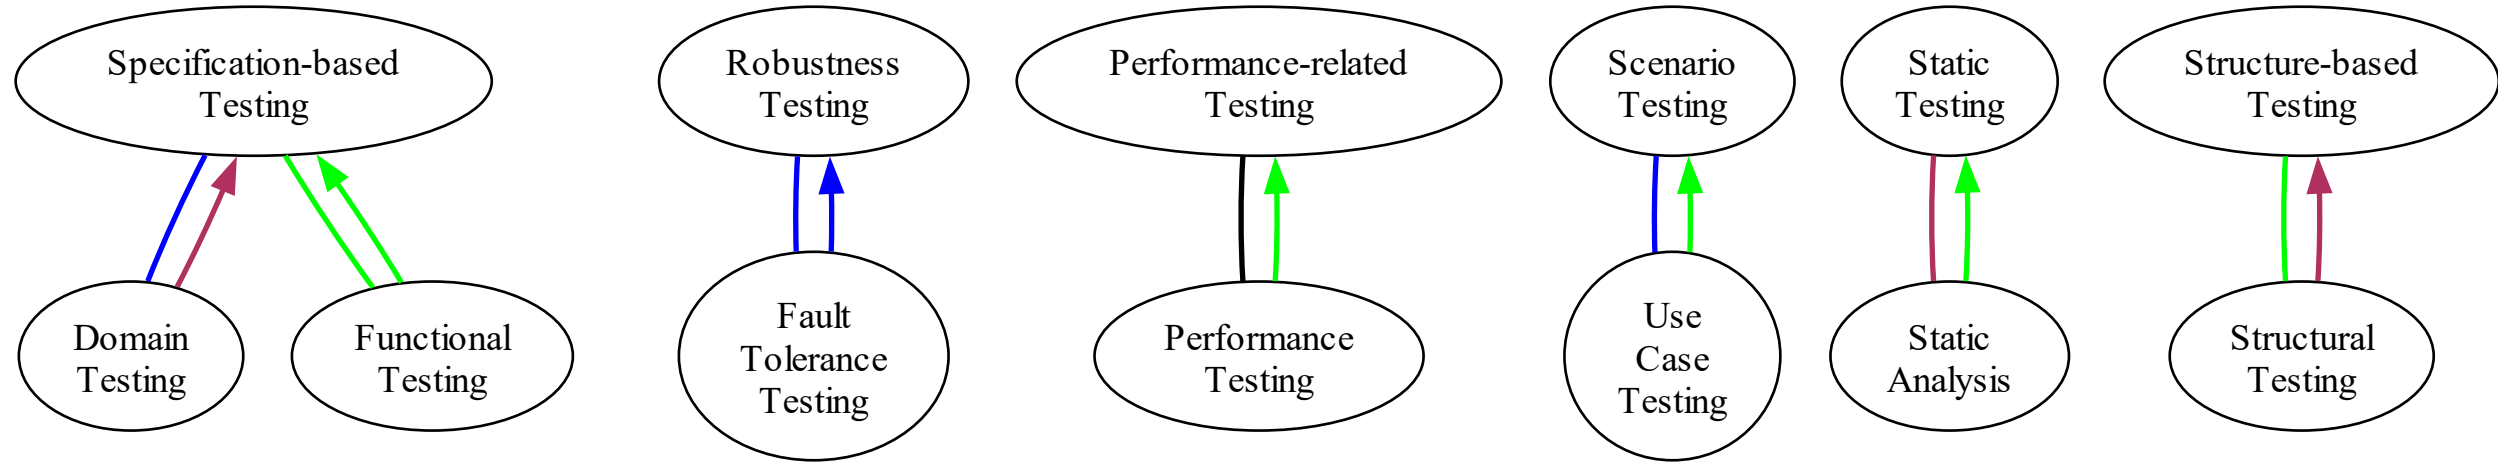 Specification-based
Testing
Robustness
Testing
Performance-related
Testing
Scenario
Testing
Static
Testing
Structure-based
Testing
Domain
Testing
Functional
Testing
Fault
Tolerance
Testing
Performance
Testing
Use
Case
Testing
Static
Analysis
Structural
Testing